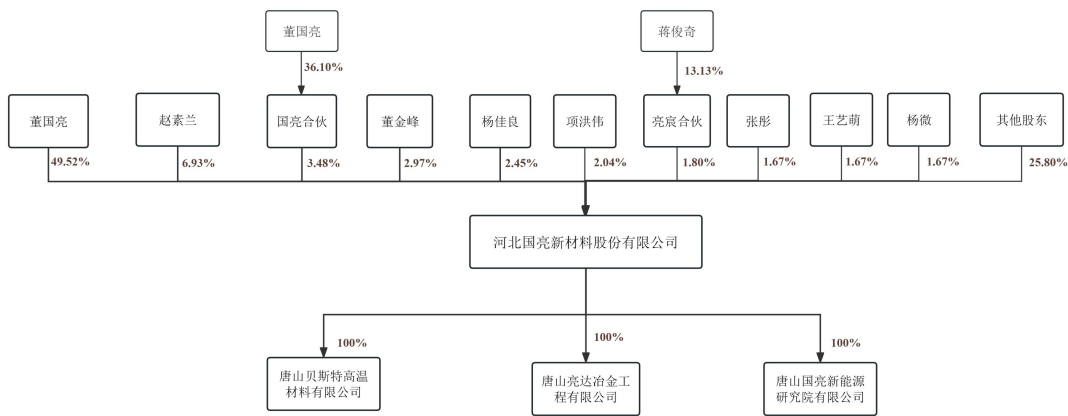 董国亮
蒋俊奇
36.10%
13.13%
董国亮
赵素兰
国亮合伙
董金峰
杨佳良
项洪伟
亮宸合伙
张彤
王艺萌
杨微
其他股东
49.52%
6.93%
3.48%
2.97%
2.45%
2.04%
1.80%
1.67%
1.67%
1.67%
25.80%
河北国亮新材料股份有限公司
100%
100%
100%
唐山贝斯特高温
材料有限公司
唐山亮达冶金工
程有限公司
唐山国亮新能源
研究院有限公司